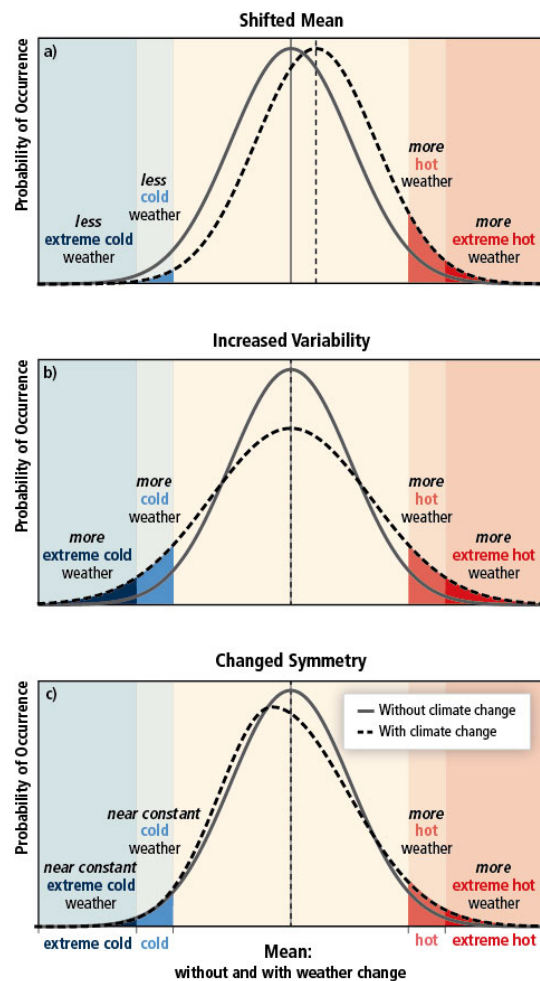 Shifted Mean
a)
Probability of Occurrence
less
cold
weather
less
extreme cold
weather
more
hot
weather
more
extreme hot
weather
Increased Variability
b)
Probability of Occurrence
more
cold
weather
more
extreme cold
weather
more
hot
weather
more
extreme hot
weather
Changed Symmetry
c)
Probability of Occurrence
Without climate change
With climate change
near constant
cold
weather
near constant
extreme cold
weather
more
hot
weather
more
extreme hot
weather
extreme cold
cold
Mean:
without and with weather change
hot
extreme hot